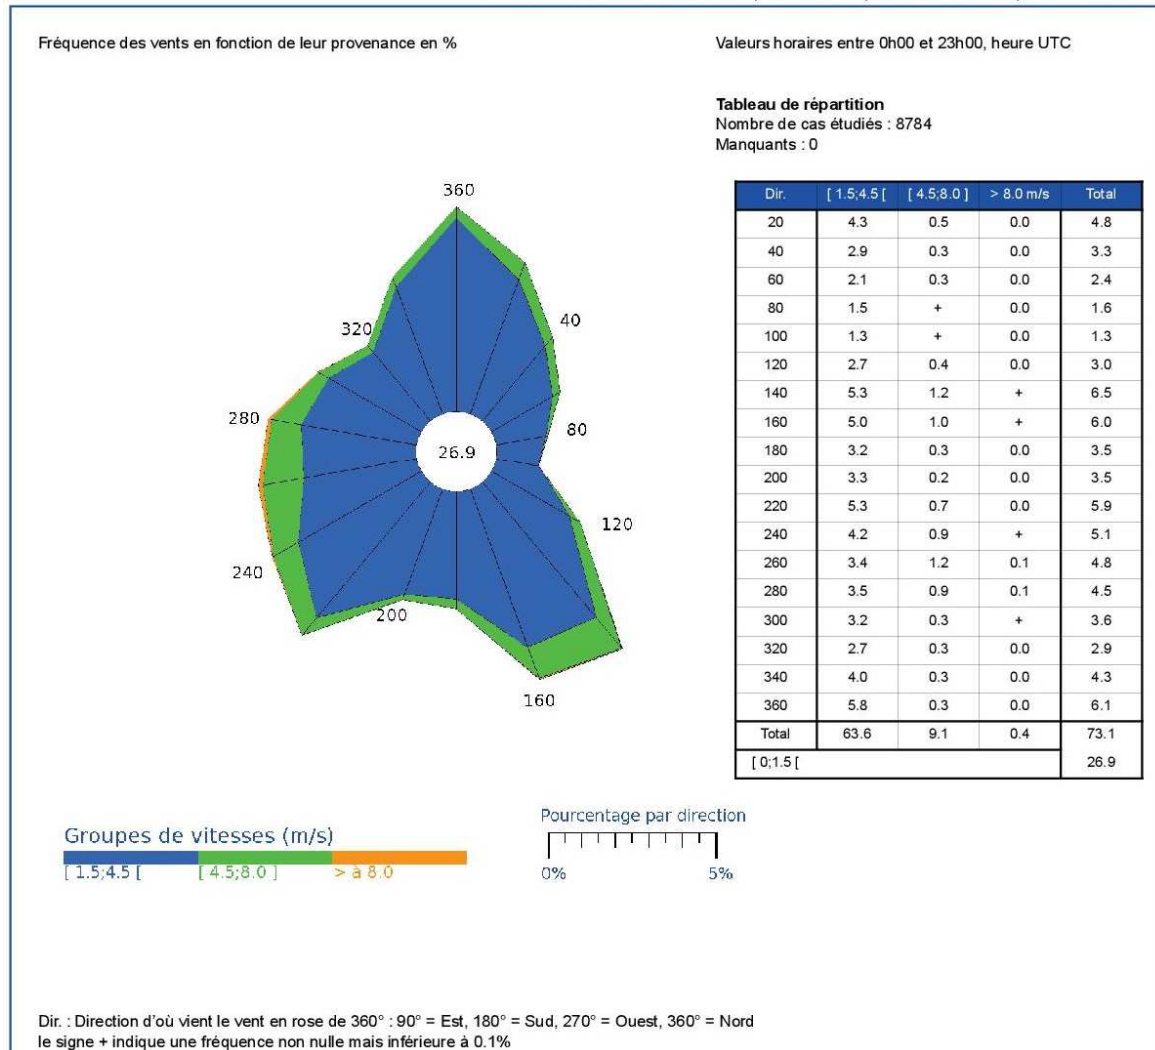 Fréquence des vents en fonction de leur provenance en %
Valeurs horaires entre 0h00 et 23h00, heure UTC
Tableau de répartition
Nombre de cas étudiés : 8784
Manquants : 0
360
40
80
120
160
200
240
280
320
26.9
Dir. [ 1.5;4.5 [ [ 4.5;8.0 ] > 8.0 m/s Total
20 4.3 0.5 0.0 4.8
40 2.9 0.3 0.0 3.3
60 2.1 0.3 0.0 2.4
80 1.5 + 0.0 1.6
100 1.3 + 0.0 1.3
120 2.7 0.4 0.0 3.0
140 5.3 1.2 + 6.5
160 5.0 1.0 + 6.0
180 3.2 0.3 0.0 3.5
200 3.3 0.2 0.0 3.5
220 5.3 0.7 0.0 5.9
240 4.2 0.9 + 5.1
260 3.4 1.2 0.1 4.8
280 3.5 0.9 0.1 4.5
300 3.2 0.3 + 3.6
320 2.7 0.3 0.0 2.9
340 4.0 0.3 0.0 4.3
360 5.8 0.3 0.0 6.1
Total 63.6 9.1 0.4 73.1
[ 0;1.5 [ 26.9
Groupes de vitesses (m/s)
[ 1.5;4.5 [ [ 4.5;8.0 ] > à 8.0
Pourcentage par direction
0% 5%
Dir. : Direction d'où vient le vent en rose de 360° : 90° = Est, 180° = Sud, 270° = Ouest, 360° = Nord
le signe + indique une fréquence non nulle mais inférieure à 0.1%